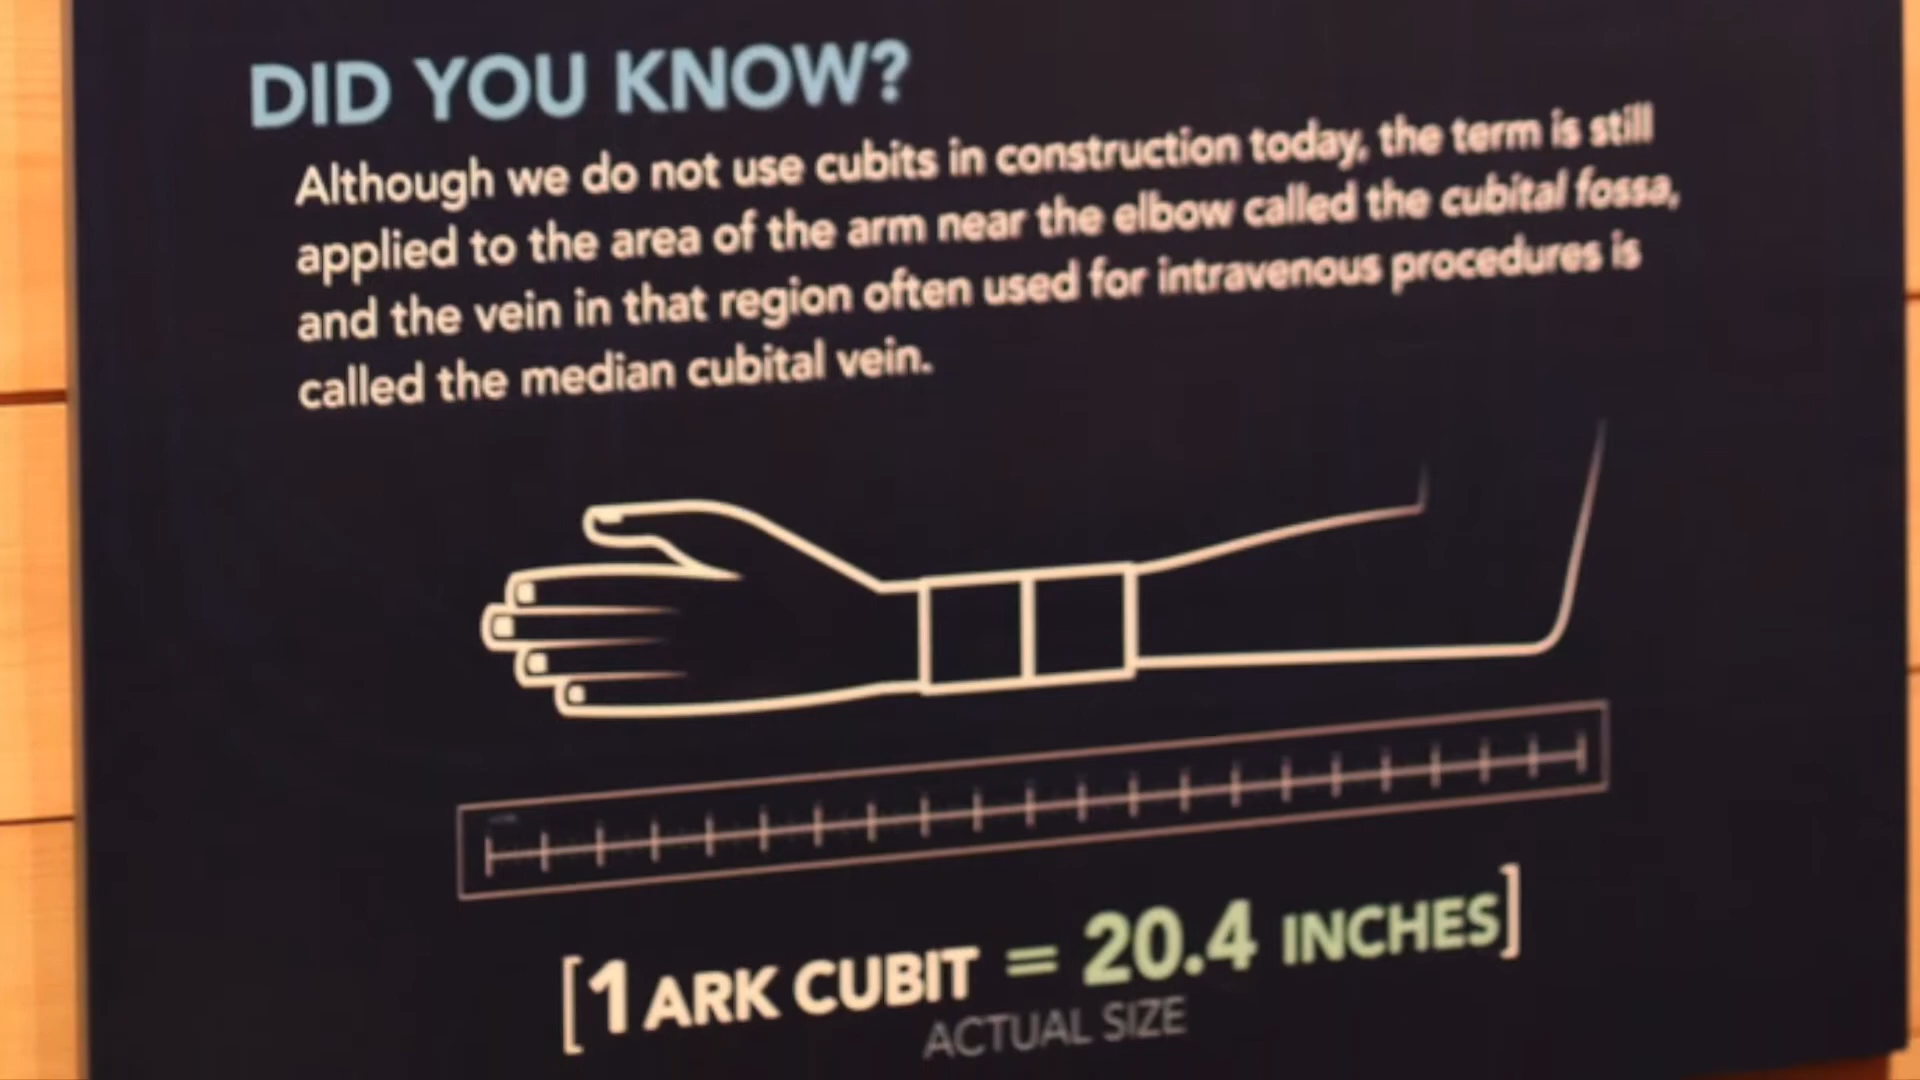 DID YOU KNOW?
Although we do not use cubits in construction today, the term is still
applied to the area of the arm near the elbow called the cubital fossa,
and the vein in that region often used for intravenous procedures is
called the median cubital vein.
[1 ARK CUBIT = 20.4 INCHES]
ACTUAL SIZE